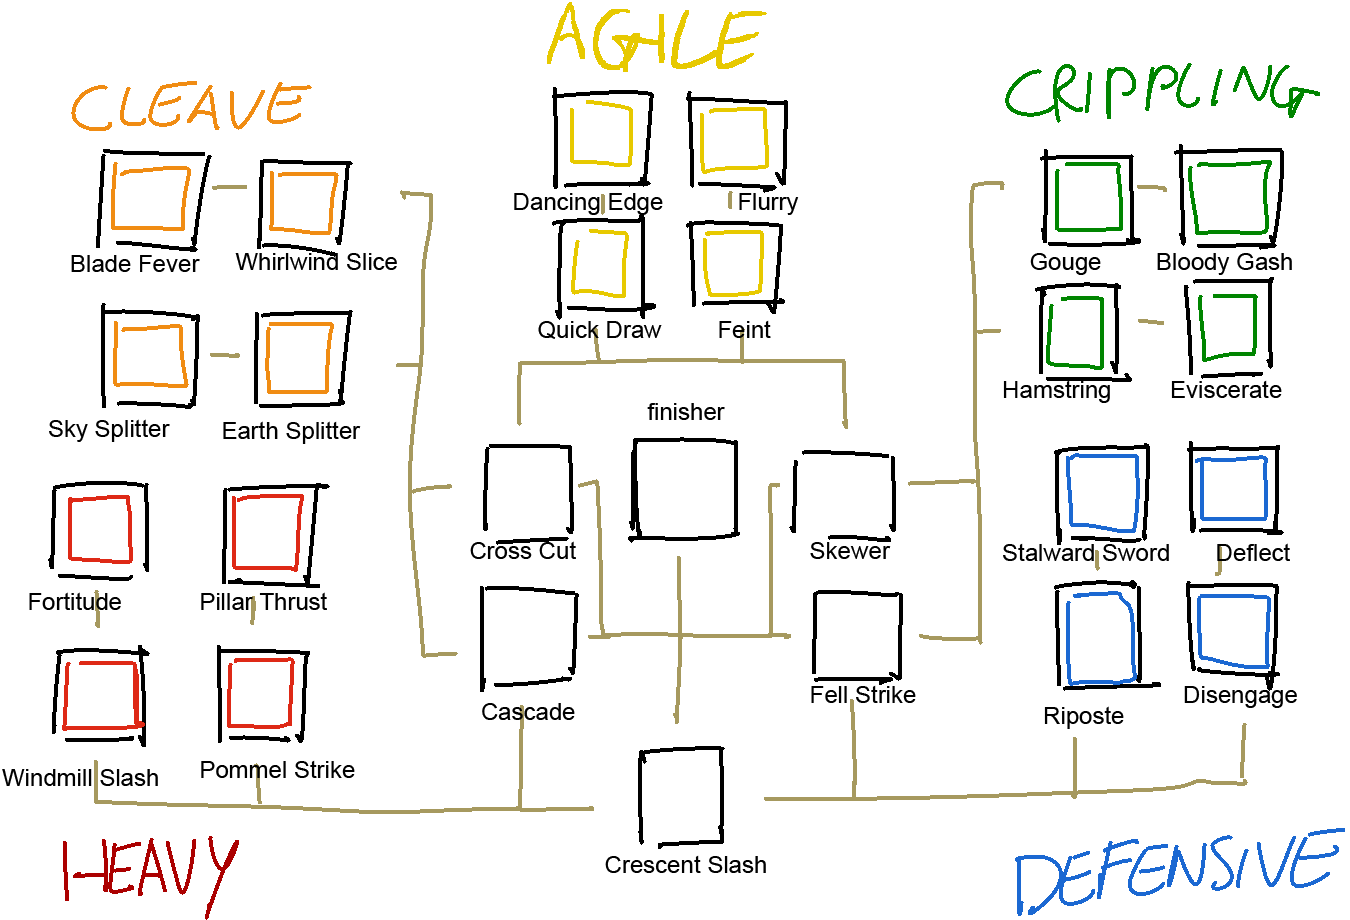 AGILE
CLEAVE
CRIPPLING
Dancing Edge
Flurry
Blade Fever
Whirlwind Slice
Gouge
Bloody Gash
Quick Draw
Feint
Hamstring
Eviscerate
finisher
Sky Splitter
Earth Splitter
Cross Cut
Skewer
Stalward Sword
Deflect
Fortitude
Pillar Thrust
Cascade
Fell Strike
Riposte
Disengage
Windmill Slash
Pommel Strike
Crescent Slash
HEAVY
DEFENSIVE